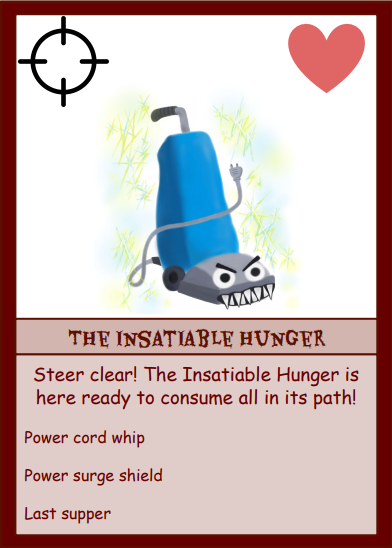 THE INSATIABLE HUNGER
Steer clear! The Insatiable Hunger is
here ready to consume all in its path!
Power cord whip
Power surge shield
Last supper